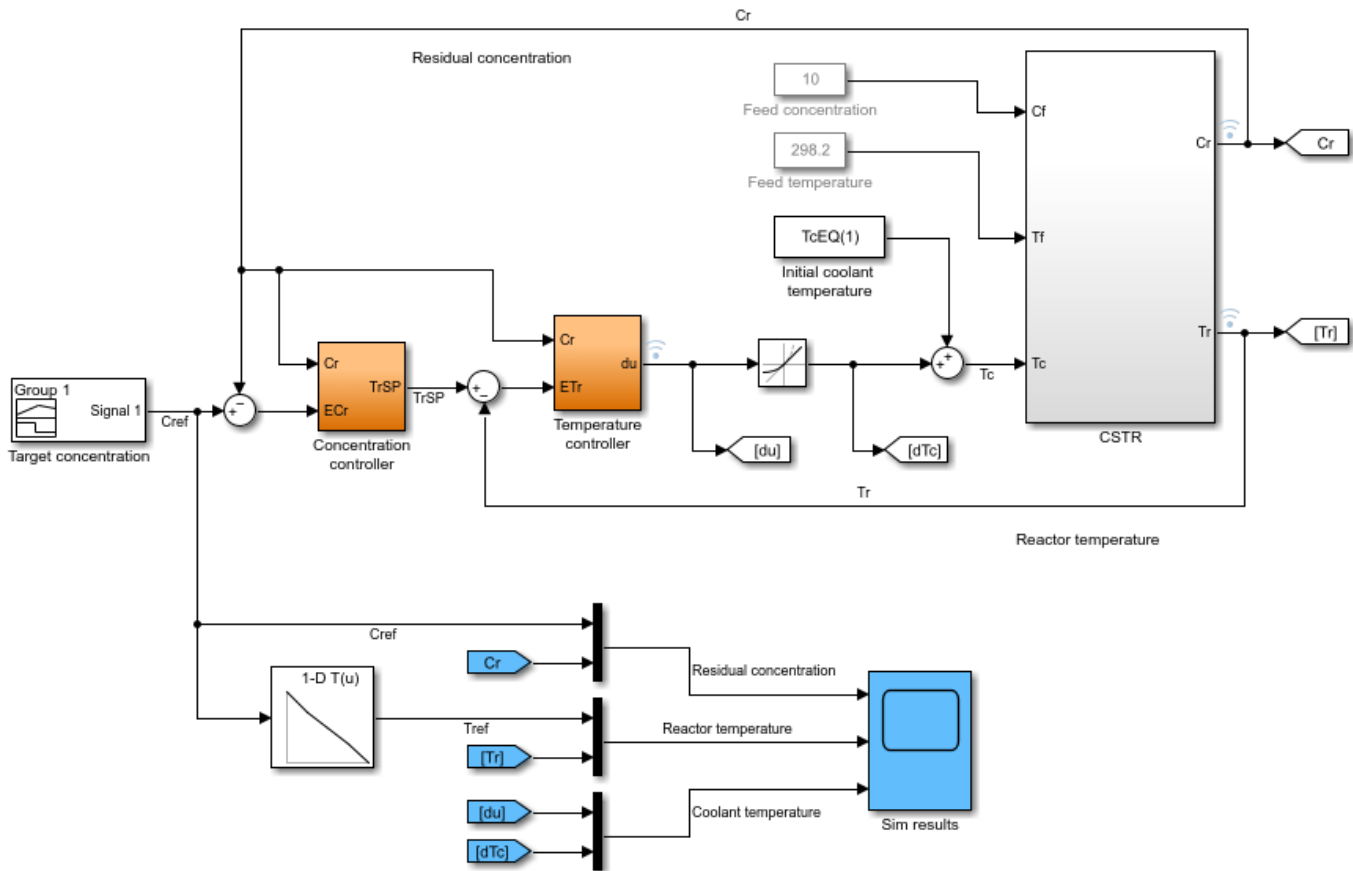 Cr
Residual concentration
10
Feed concentration
298.2
Feed temperature
TcEQ(1)
Initial coolant
temperature
Cf
Tf
Tc
Cr
Tr
CSTR
Cr
[Tr]
Group 1
Signal 1
Target concentration
Cref
+
−
Cr
ECr
TrSP
Concentration
controller
TrSP
+
−
Cr
ETr
du
Temperature
controller
[du]
[dTc]
+
+
Tc
Tr
Reactor temperature
Cref
Cr
Residual concentration
1-D T(u)
Tref
[Tr]
Reactor temperature
[du]
[dTc]
Coolant temperature
Sim results